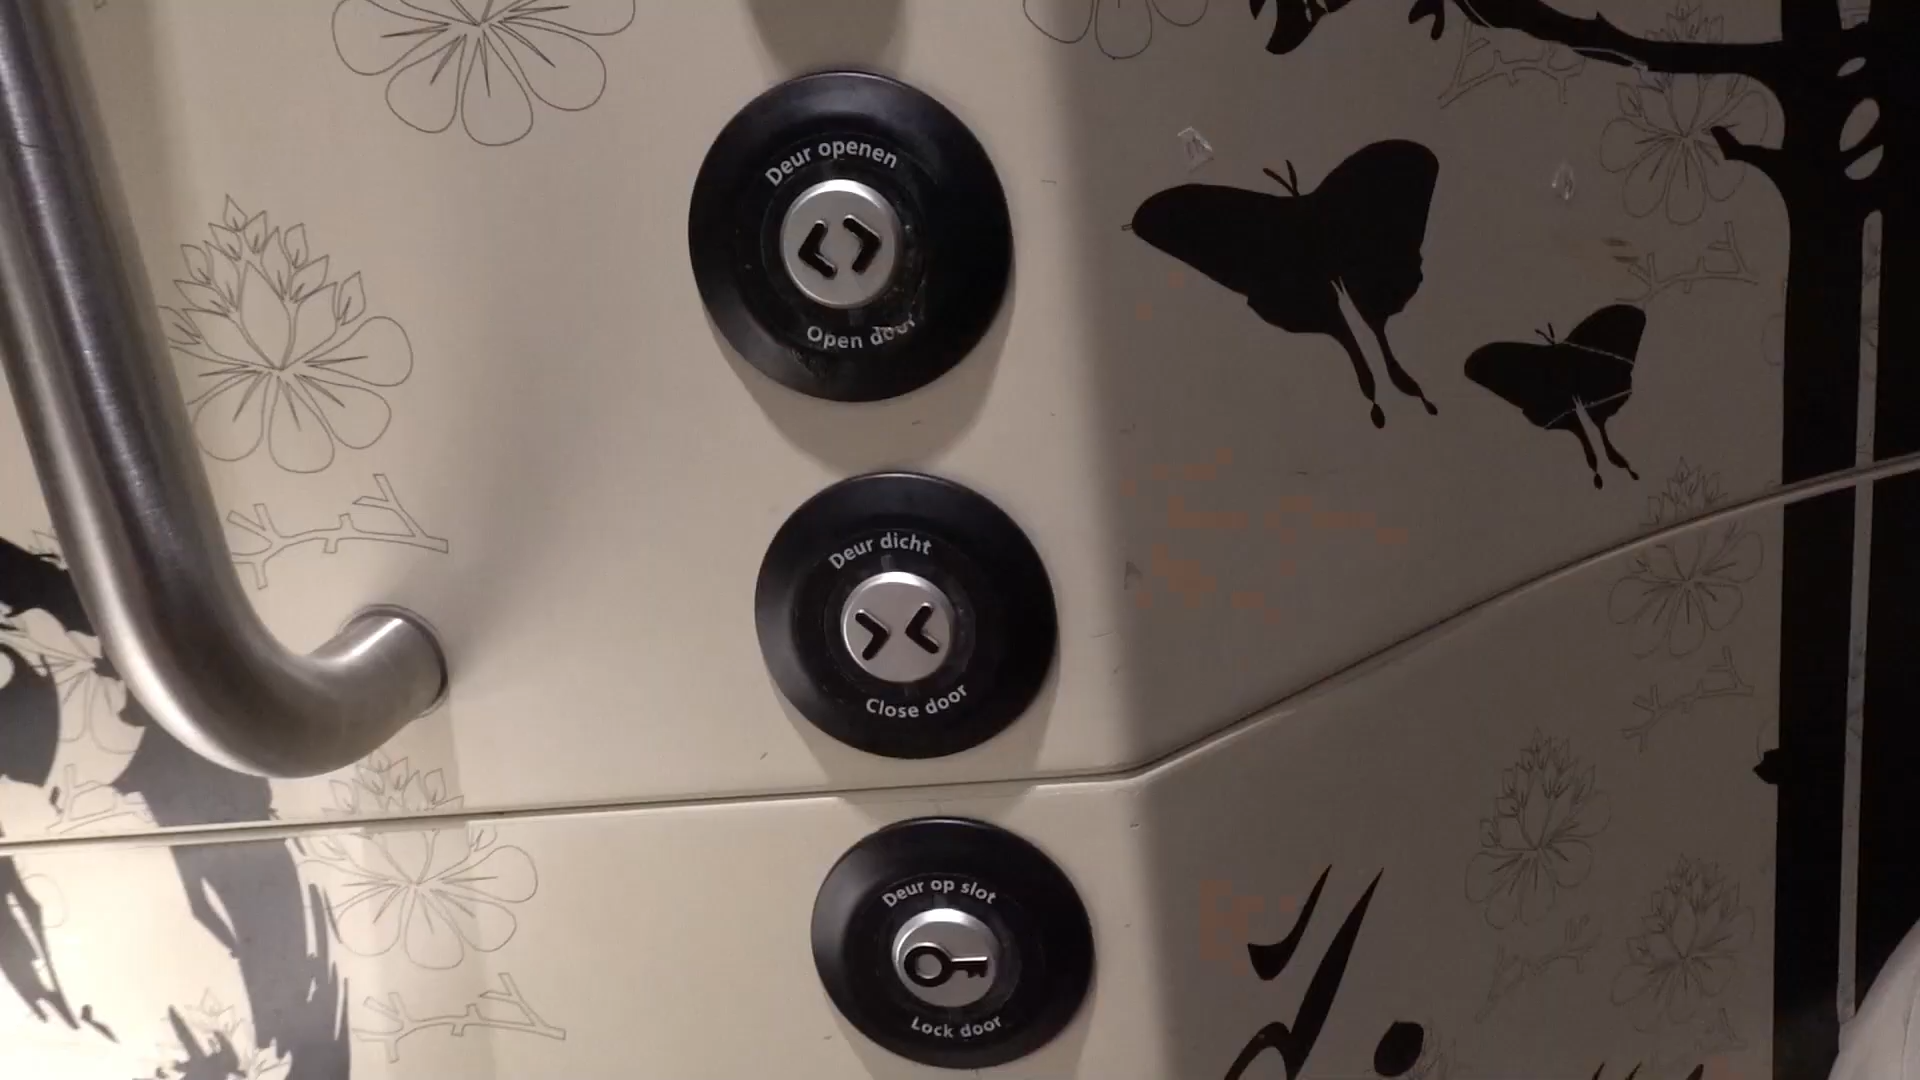 Deur openen
Open door
Deur dicht
Close door
Deur op slot
Lock door